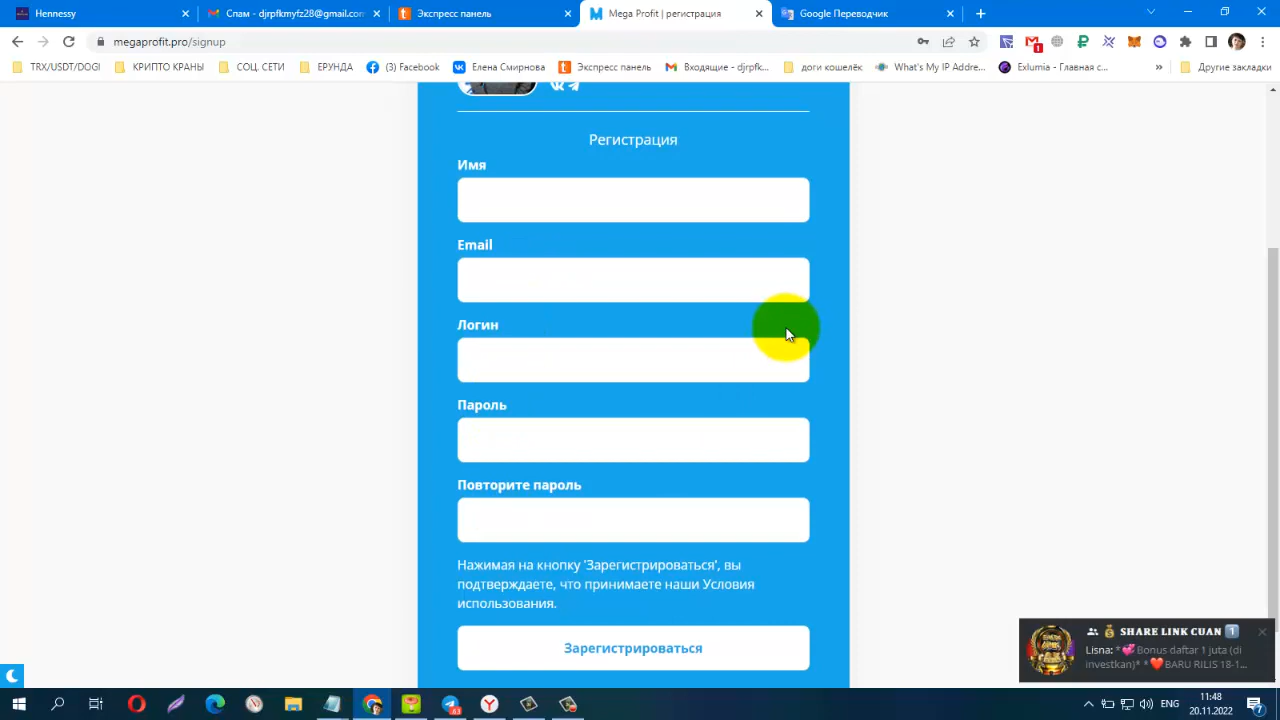 Hennessy
Спам - djrpfkmyfz28@gmail.com
Экспресс панель
Mega Profit | регистрация
Google Переводчик
megaprofit.pro/signup
TRX/USDT/DOGI
КРИПТО КРАНЫ
СОЦ. СЕТИ
ЕРУНДА
(3) Facebook
Елена Смирнова
Экспресс панель
Входящие - djrpfk...
доги кошелёк
What's My IP Addre...
Exlumia - Главная с...
»
Другие закладки
Регистрация
Имя
Email
Логин
Пароль
Повторите пароль
Нажимая на кнопку 'Зарегистрироваться', вы
подтверждаете, что принимаете наши Условия
использования.
Зарегистрироваться
SHARE LINK CUAN 1
Lisna: *💞Bonus daftar 1 juta (di
investkan)* *❤️BARU RILIS 18-1...
ENG
11:48
20.11.2022